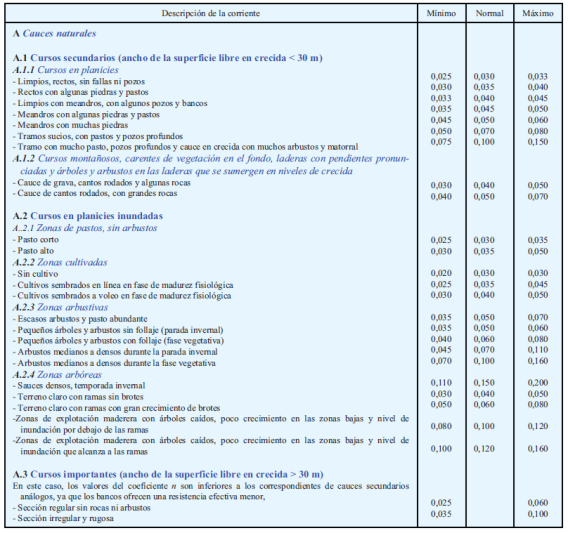 Descripción de la corriente Mínimo Normal Máximo
A Cauces naturales
A.1 Cursos secundarios (ancho de la superficie libre en crecida < 30 m)
A.1.1 Cursos en planicies
- Limpios, rectos, sin fallas ni pozos 0,025 0,030 0,033
- Rectos con algunas piedras y pastos 0,030 0,035 0,040
- Limpios con meandros, con algunos pozos y bancos 0,033 0,040 0,045
- Meandros con algunas piedras y pastos 0,035 0,045 0,050
- Meandros con muchas piedras 0,045 0,050 0,060
- Tramos sucios, con pastos y pozos profundos 0,050 0,070 0,080
- Tramo con mucho pasto, pozos profundos y cauce en crecida con muchos arbustos y matorral 0,075 0,100 0,150
A.1.2 Cursos montañosos, carentes de vegetación en el fondo, laderas con pendientes pronun-
ciadas y árboles y arbustos en las laderas que se sumergen en niveles de crecida
- Cauce de grava, cantos rodados y algunas rocas 0,030 0,040 0,050
- Cauce de cantos rodados, con grandes rocas 0,040 0,050 0,070
A.2 Cursos en planicies inundadas
A..2.1 Zonas de pastos, sin arbustos
- Pasto corto 0,025 0,030 0,035
- Pasto alto 0,030 0,035 0,050
A.2.2 Zonas cultivadas
- Sin cultivo 0,020 0,030 0,030
- Cultivos sembrados en línea en fase de madurez fisiológica 0,025 0,035 0,045
- Cultivos sembrados a voleo en fase de madurez fisiológica 0,030 0,040 0,050
A.2.3 Zonas arbustivas
- Escasos arbustos y pasto abundante 0,035 0,050 0,070
- Pequeños árboles y arbustos sin follaje (parada invernal) 0,035 0,050 0,060
- Pequeños árboles y arbustos con follaje (fase vegetativa) 0,040 0,060 0,080
- Arbustos medianos a densos durante la parada invernal 0,045 0,070 0,110
- Arbustos medianos a densos durante la fase vegetativa 0,070 0,100 0,160
A.2.4 Zonas arbóreas
- Sauces densos, temporada invernal 0,110 0,150 0,200
- Terreno claro con ramas sin brotes 0,030 0,040 0,050
- Terreno claro con ramas con gran crecimiento de brotes 0,050 0,060 0,080
-Zonas de explotación maderera con árboles caídos, poco crecimiento en las zonas bajas y nivel de
inundación por debajo de las ramas 0,080 0,100 0,120
-Zonas de explotación maderera con árboles caídos, poco crecimiento en las zonas bajas y nivel de
inundación que alcanza a las ramas 0,100 0,120 0,160
A.3 Cursos importantes (ancho de la superficie libre en crecida > 30 m)
En este caso, los valores del coeficiente n son inferiores a los correspondientes de cauces secundarios
análogos, ya que los bancos ofrecen una resistencia efectiva menor,
- Sección regular sin rocas ni arbustos 0,025 0,060
- Sección irregular y rugosa 0,035 0,100